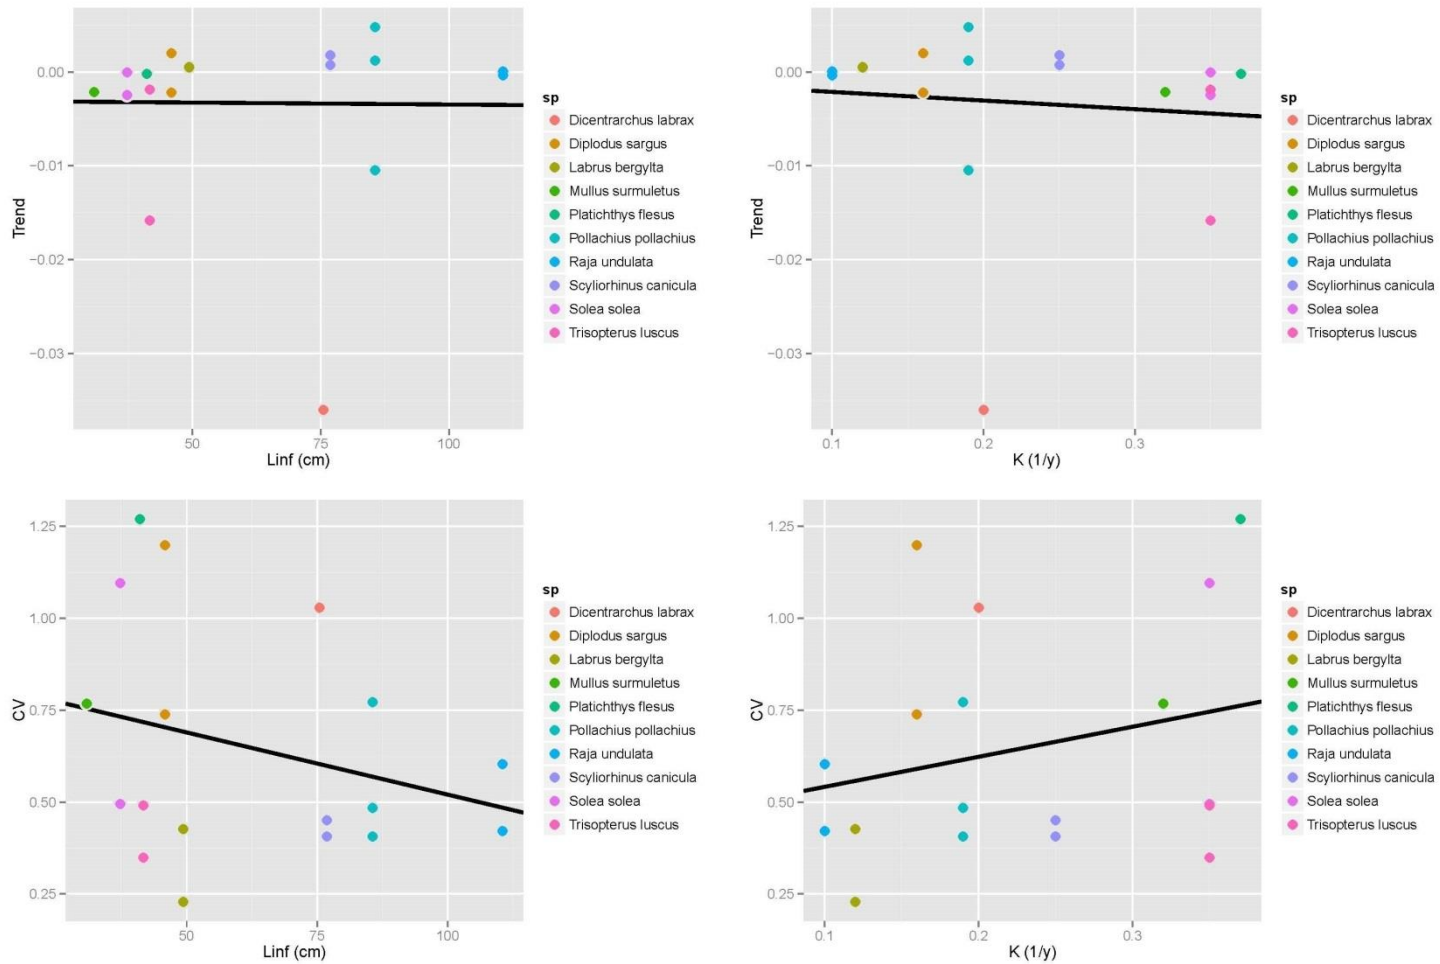 0.00
−0.01
−0.02
−0.03
Trend
50
75
100
Linf (cm)
sp
Dicentrarchus labrax
Diplodus sargus
Labrus bergylta
Mullus surmuletus
Platichthys flesus
Pollachius pollachius
Raja undulata
Scyliorhinus canicula
Solea solea
Trisopterus luscus
0.00
−0.01
−0.02
−0.03
Trend
0.1
0.2
0.3
K (1/y)
sp
Dicentrarchus labrax
Diplodus sargus
Labrus bergylta
Mullus surmuletus
Platichthys flesus
Pollachius pollachius
Raja undulata
Scyliorhinus canicula
Solea solea
Trisopterus luscus
1.25
1.00
0.75
0.50
0.25
CV
50
75
100
Linf (cm)
sp
Dicentrarchus labrax
Diplodus sargus
Labrus bergylta
Mullus surmuletus
Platichthys flesus
Pollachius pollachius
Raja undulata
Scyliorhinus canicula
Solea solea
Trisopterus luscus
1.25
1.00
0.75
0.50
0.25
CV
0.1
0.2
0.3
K (1/y)
sp
Dicentrarchus labrax
Diplodus sargus
Labrus bergylta
Mullus surmuletus
Platichthys flesus
Pollachius pollachius
Raja undulata
Scyliorhinus canicula
Solea solea
Trisopterus luscus